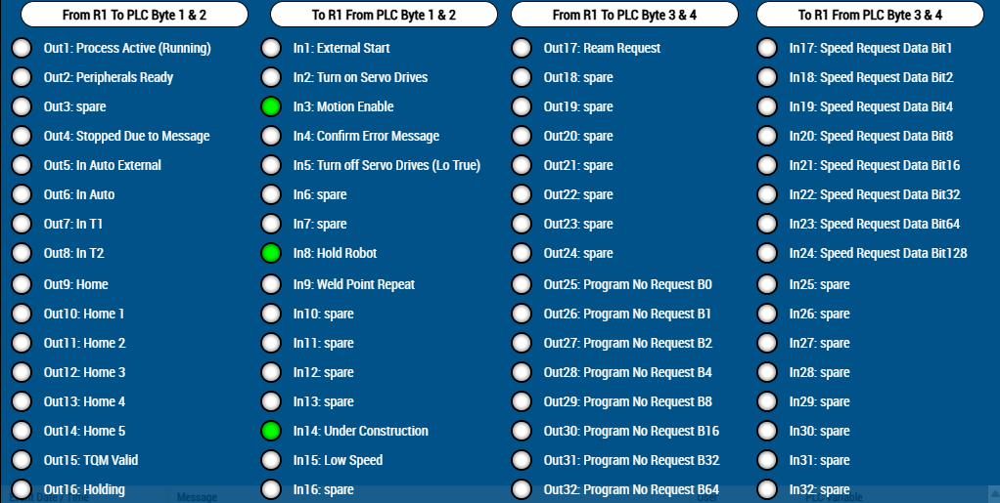 From R1 To PLC Byte 1 & 2
Out1: Process Active (Running)
Out2: Peripherals Ready
Out3: spare
Out4: Stopped Due to Message
Out5: In Auto External
Out6: In Auto
Out7: In T1
Out8: In T2
Out9: Home
Out10: Home 1
Out11: Home 2
Out12: Home 3
Out13: Home 4
Out14: Home 5
Out15: TQM Valid
Out16: Holding
To R1 From PLC Byte 1 & 2
In1: External Start
In2: Turn on Servo Drives
In3: Motion Enable
In4: Confirm Error Message
In5: Turn off Servo Drives (Lo True)
In6: spare
In7: spare
In8: Hold Robot
In9: Weld Point Repeat
In10: spare
In11: spare
In12: spare
In13: spare
In14: Under Construction
In15: Low Speed
In16: spare
From R1 To PLC Byte 3 & 4
Out17: Ream Request
Out18: spare
Out19: spare
Out20: spare
Out21: spare
Out22: spare
Out23: spare
Out24: spare
Out25: Program No Request B0
Out26: Program No Request B1
Out27: Program No Request B2
Out28: Program No Request B4
Out29: Program No Request B8
Out30: Program No Request B16
Out31: Program No Request B32
Out32: Program No Request B64
To R1 From PLC Byte 3 & 4
In17: Speed Request Data Bit1
In18: Speed Request Data Bit2
In19: Speed Request Data Bit4
In20: Speed Request Data Bit8
In21: Speed Request Data Bit16
In22: Speed Request Data Bit32
In23: Speed Request Data Bit64
In24: Speed Request Data Bit128
In25: spare
In26: spare
In27: spare
In28: spare
In29: spare
In30: spare
In31: spare
In32: spare
Date / Time
Message
User
Variable